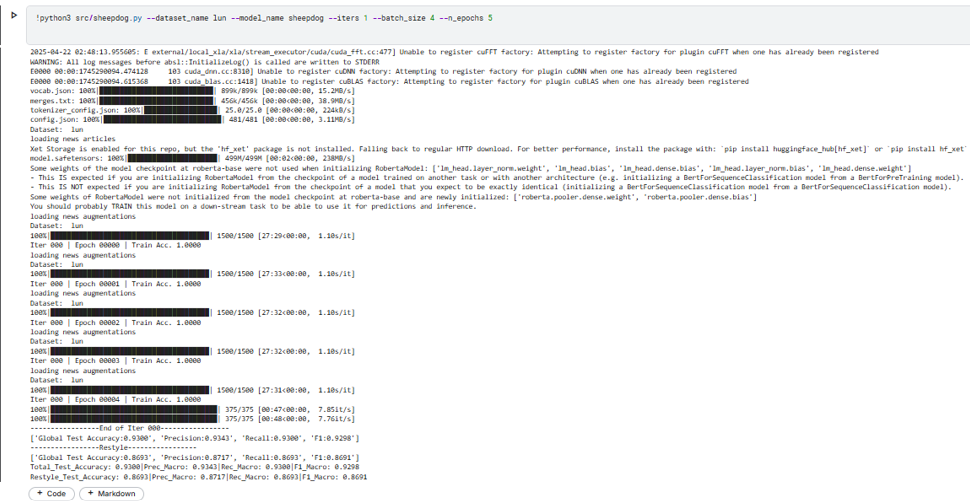 !python3 src/sheepdog.py --dataset_name lun --model_name sheepdog --iters 1 --batch_size 4 --n_epochs 5
2025-04-22 02:48:13.955605: E external/local_xla/xla/stream_executor/cuda/cuda_fft.cc:477] Unable to register cuFFT factory: Attempting to register factory for plugin cuFFT when one has already been registered
WARNING: All log messages before absl::InitializeLog() is called are written to STDERR
E0000 00:00:1745290094.474128     103 cuda_dnn.cc:8310] Unable to register cuDNN factory: Attempting to register factory for plugin cuDNN when one has already been registered
E0000 00:00:1745290094.615368     103 cuda_blas.cc:1418] Unable to register cuBLAS factory: Attempting to register factory for plugin cuBLAS when one has already been registered
vocab.json: 100% 899k/899k [00:00<00:00, 15.2MB/s]
merges.txt: 100% 456k/456k [00:00<00:00, 38.9MB/s]
tokenizer_config.json: 100% 25.0/25.0 [00:00<00:00, 224kB/s]
config.json: 100% 481/481 [00:00<00:00, 3.11MB/s]
Dataset:  lun
loading news articles
Xet Storage is enabled for this repo, but the 'hf_xet' package is not installed. Falling back to regular HTTP download. For better performance, install the package with: `pip install huggingface_hub[hf_xet]` or `pip install hf_xet`
model.safetensors: 100% 499M/499M [00:02<00:00, 238MB/s]
Some weights of the model checkpoint at roberta-base were not used when initializing RobertaModel: ['lm_head.layer_norm.weight', 'lm_head.bias', 'lm_head.dense.bias', 'lm_head.layer_norm.bias', 'lm_head.dense.weight']
- This IS expected if you are initializing RobertaModel from the checkpoint of a model trained on another task or with another architecture (e.g. initializing a BertForSequenceClassification model from a BertForPreTraining model).
- This IS NOT expected if you are initializing RobertaModel from the checkpoint of a model that you expect to be exactly identical (initializing a BertForSequenceClassification model from a BertForSequenceClassification model).
Some weights of RobertaModel were not initialized from the model checkpoint at roberta-base and are newly initialized: ['roberta.pooler.dense.weight', 'roberta.pooler.dense.bias']
You should probably TRAIN this model on a down-stream task to be able to use it for predictions and inference.
loading news augmentations
Dataset:  lun
100% 1500/1500 [27:29<00:00,  1.10s/it]
Iter 000 | Epoch 00000 | Train Acc. 1.0000
loading news augmentations
Dataset:  lun
100% 1500/1500 [27:33<00:00,  1.10s/it]
Iter 000 | Epoch 00001 | Train Acc. 1.0000
loading news augmentations
Dataset:  lun
100% 1500/1500 [27:32<00:00,  1.10s/it]
Iter 000 | Epoch 00002 | Train Acc. 1.0000
loading news augmentations
Dataset:  lun
100% 1500/1500 [27:32<00:00,  1.10s/it]
Iter 000 | Epoch 00003 | Train Acc. 1.0000
loading news augmentations
Dataset:  lun
100% 1500/1500 [27:31<00:00,  1.10s/it]
Iter 000 | Epoch 00004 | Train Acc. 1.0000
100% 375/375 [00:47<00:00,  7.85it/s]
100% 375/375 [00:48<00:00,  7.76it/s]
-----------------End of Iter 000-----------------
['Global Test Accuracy:0.9300', 'Precision:0.9343', 'Recall:0.9300', 'F1:0.9298']
-----------------Restyle-----------------
['Global Test Accuracy:0.8693', 'Precision:0.8717', 'Recall:0.8693', 'F1:0.8691']
Total_Test_Accuracy: 0.9300|Prec_Macro: 0.9343|Rec_Macro: 0.9300|F1_Macro: 0.9298
Restyle_Test_Accuracy: 0.8693|Prec_Macro: 0.8717|Rec_Macro: 0.8693|F1_Macro: 0.8691
+ Code + Markdown